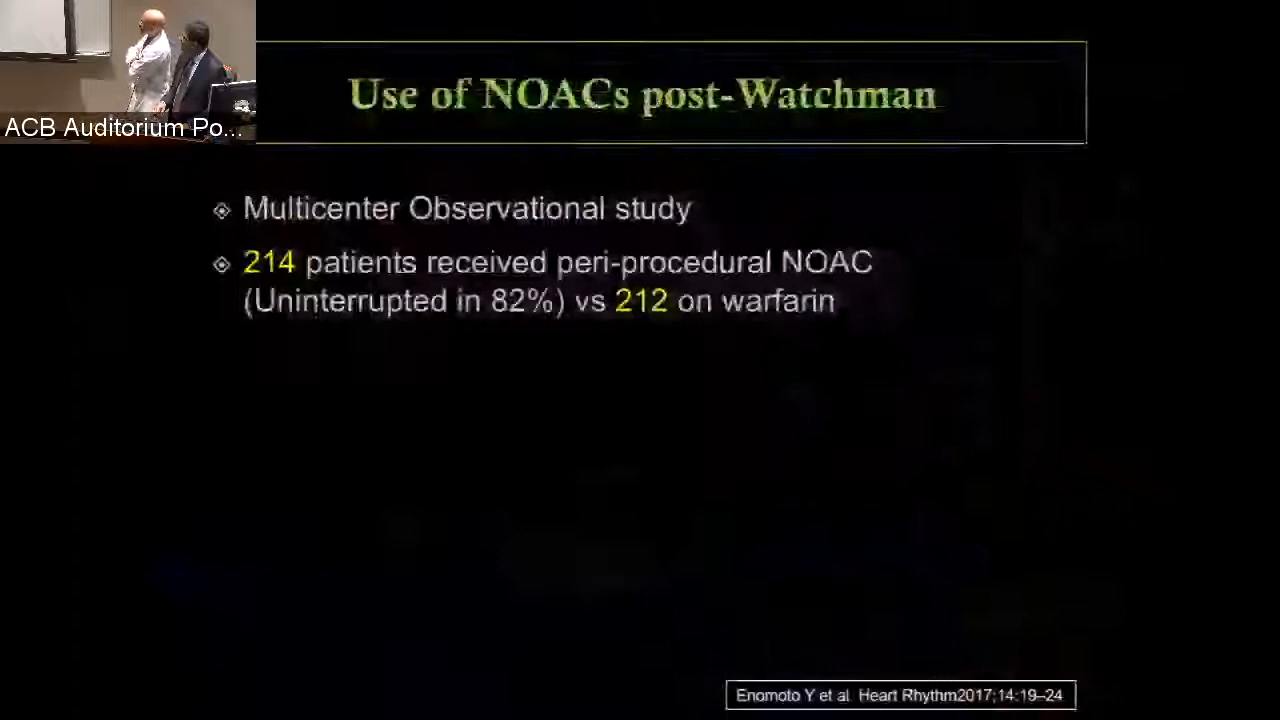 ACB Auditorium Po...
Use of NOACs post-Watchman
Multicenter Observational study
214 patients received peri-procedural NOAC
(Uninterrupted in 82%) vs 212 on warfarin
Enomoto Y et al. Heart Rhythm2017;14:19–24